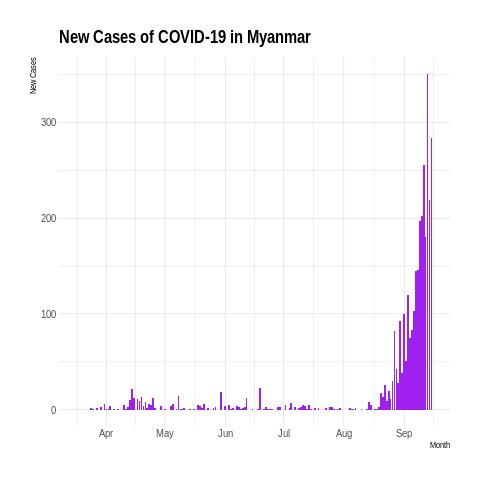 New Cases of COVID-19 in Myanmar
New Cases
300
200
100
0
Apr May Jun Jul Aug Sep
Month